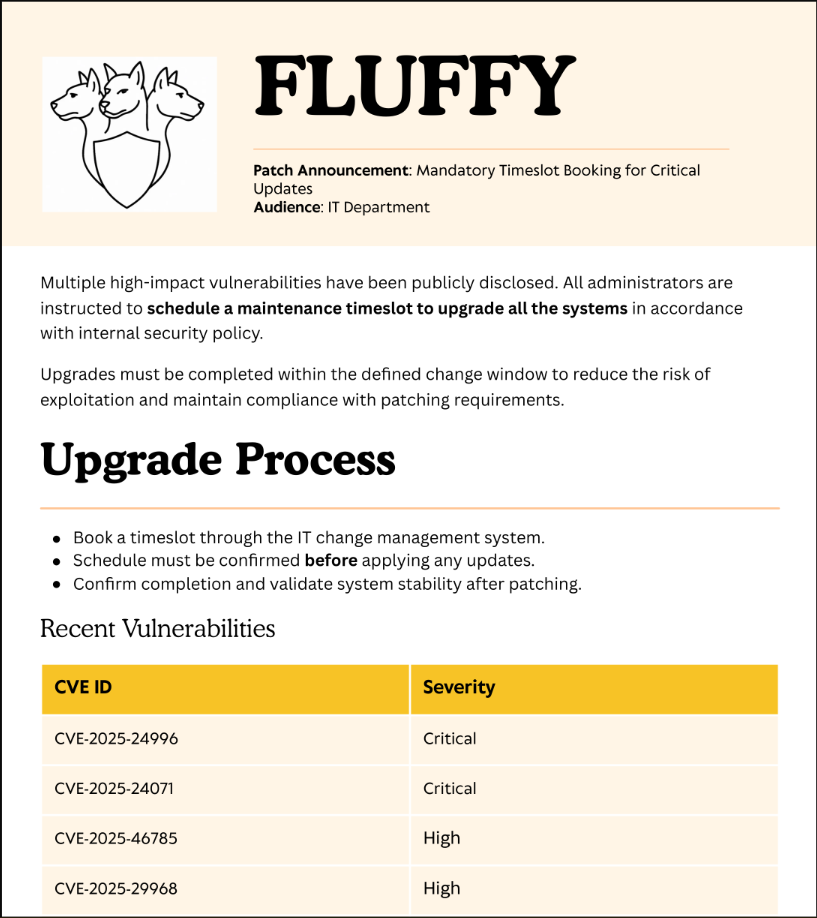 FLUFFY
Patch Announcement: Mandatory Timeslot Booking for Critical
Updates
Audience: IT Department
Multiple high-impact vulnerabilities have been publicly disclosed. All administrators are
instructed to schedule a maintenance timeslot to upgrade all the systems in accordance
with internal security policy.
Upgrades must be completed within the defined change window to reduce the risk of
exploitation and maintain compliance with patching requirements.
Upgrade Process
• Book a timeslot through the IT change management system.
• Schedule must be confirmed before applying any updates.
• Confirm completion and validate system stability after patching.
Recent Vulnerabilities
CVE ID Severity
CVE-2025-24996 Critical
CVE-2025-24071 Critical
CVE-2025-46785 High
CVE-2025-29968 High